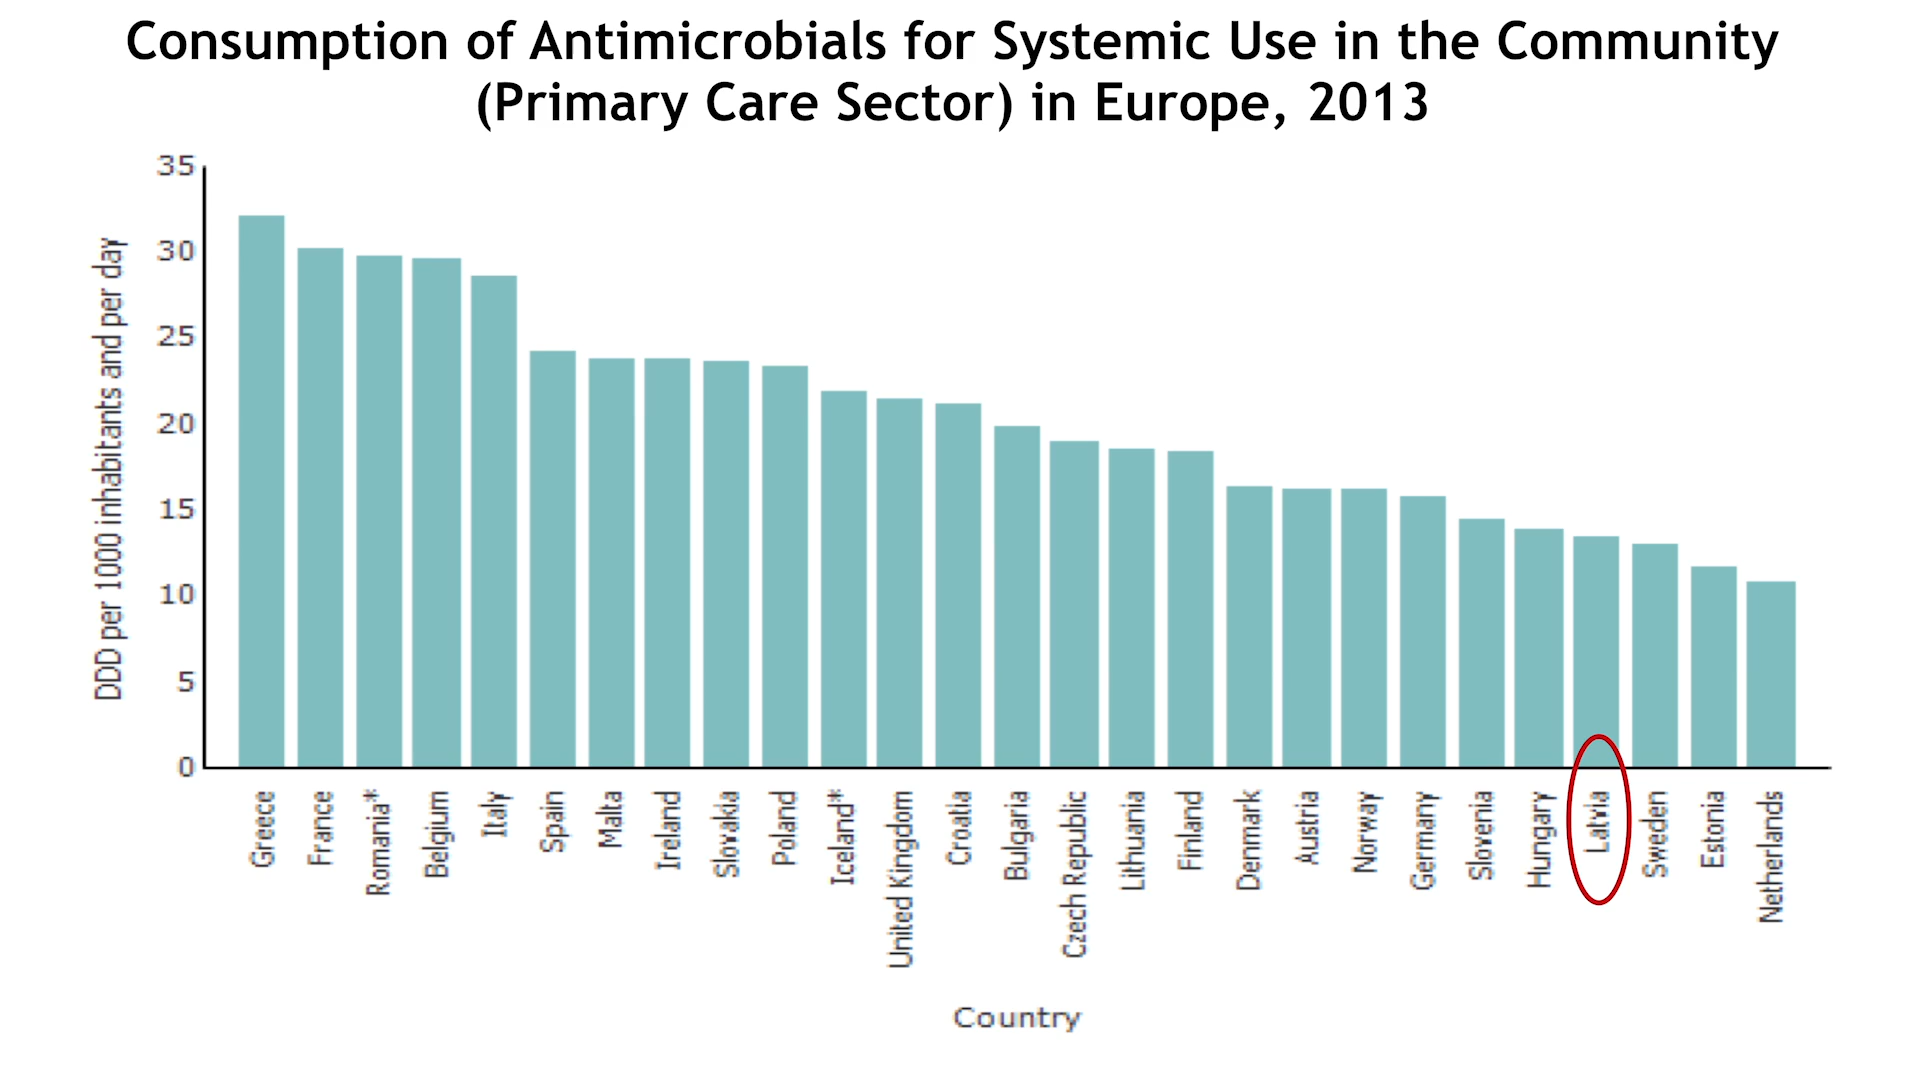 Consumption of Antimicrobials for Systemic Use in the Community
(Primary Care Sector) in Europe, 2013
DDD per 1000 inhabitants and per day
35
30
25
20
15
10
5
0
Greece
France
Romania*
Belgium
Italy
Spain
Malta
Ireland
Slovakia
Poland
Iceland*
United Kingdom
Croatia
Bulgaria
Czech Republic
Lithuania
Finland
Denmark
Austria
Norway
Germany
Slovenia
Hungary
Latvia
Sweden
Estonia
Netherlands
Country